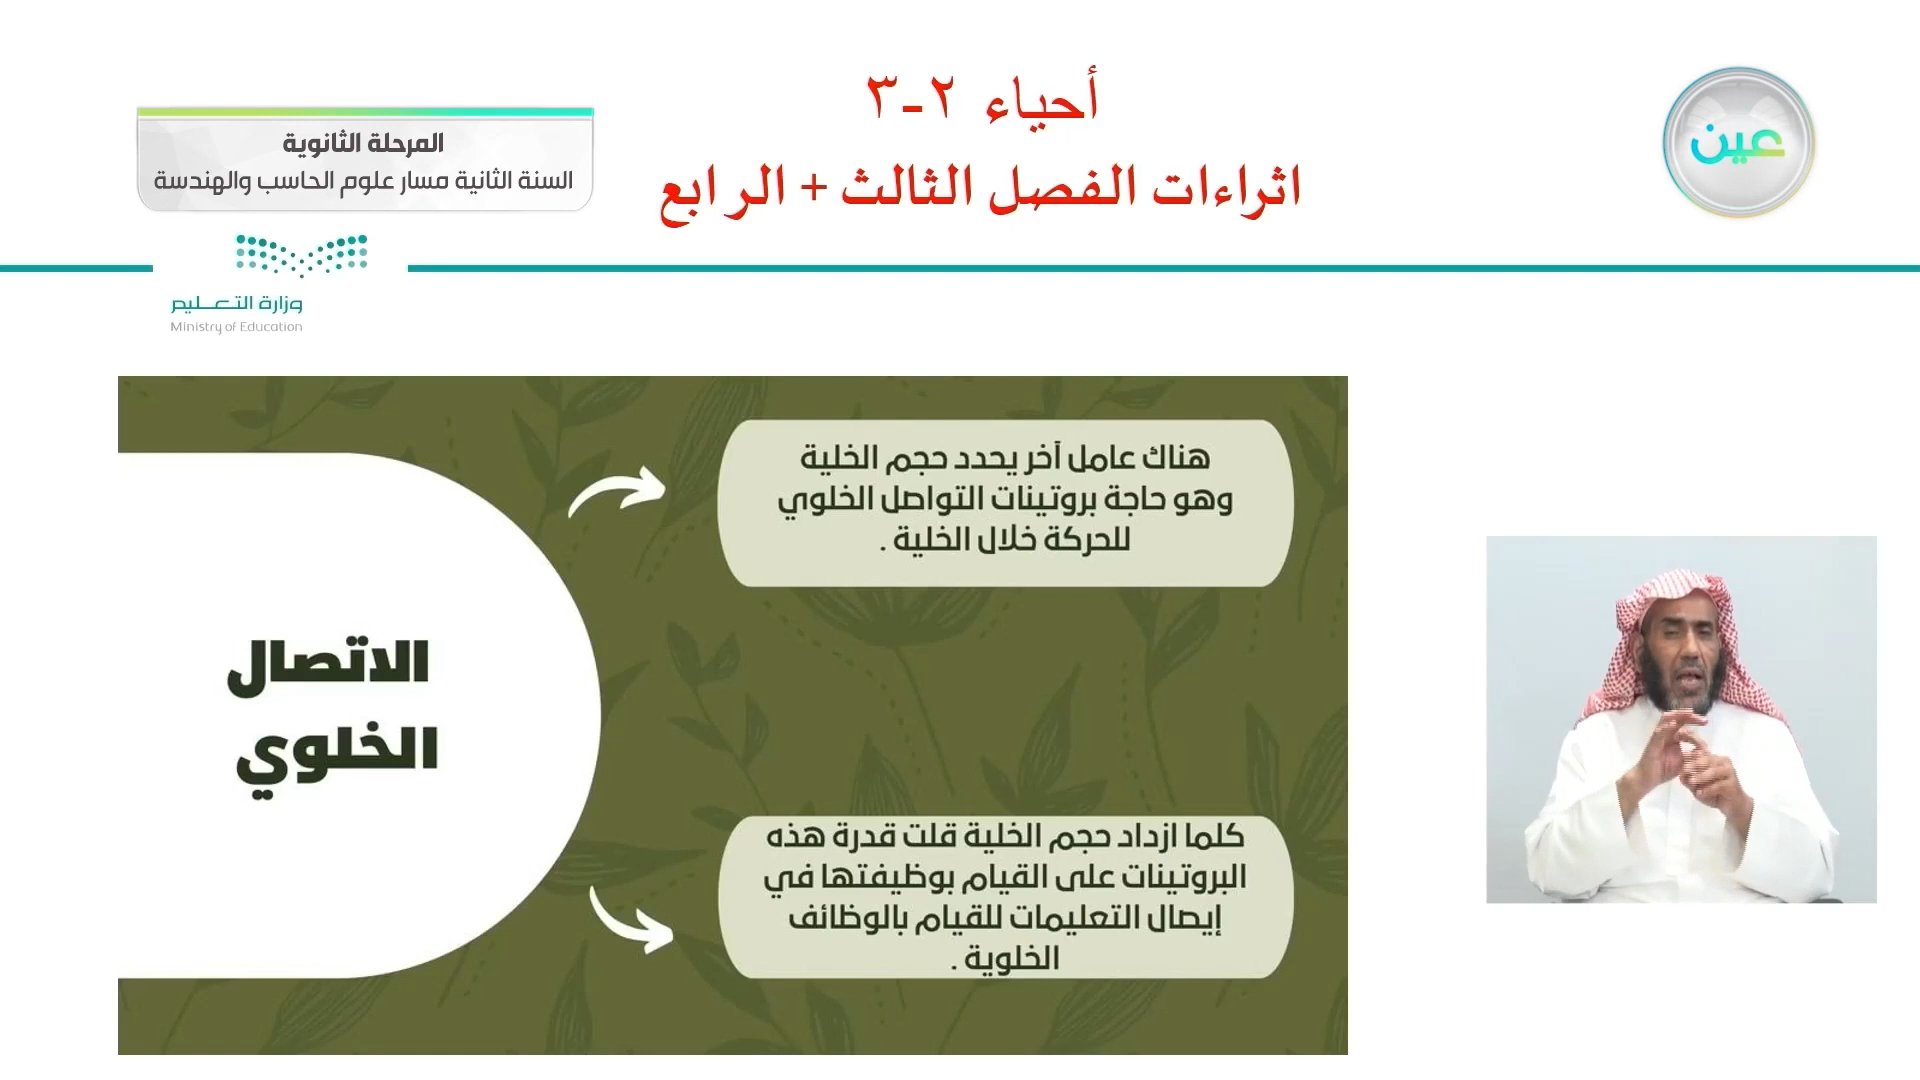 أحياء ٢-٣
اثراءات الفصل الثالث + الرابع
عين
المرحلة الثانوية
السنة الثانية مسار علوم الحاسب والهندسة
وزارة التعليم
Ministry of Education
هناك عامل آخر يحدد حجم الخلية
وهو حاجة بروتينات التواصل الخلوي
للحركة خلال الخلية .
الاتصال
الخلوي
كلما ازداد حجم الخلية قلت قدرة هذه
البروتينات على القيام بوظيفتها في
إيصال التعليمات للقيام بالوظائف
الخلوية .